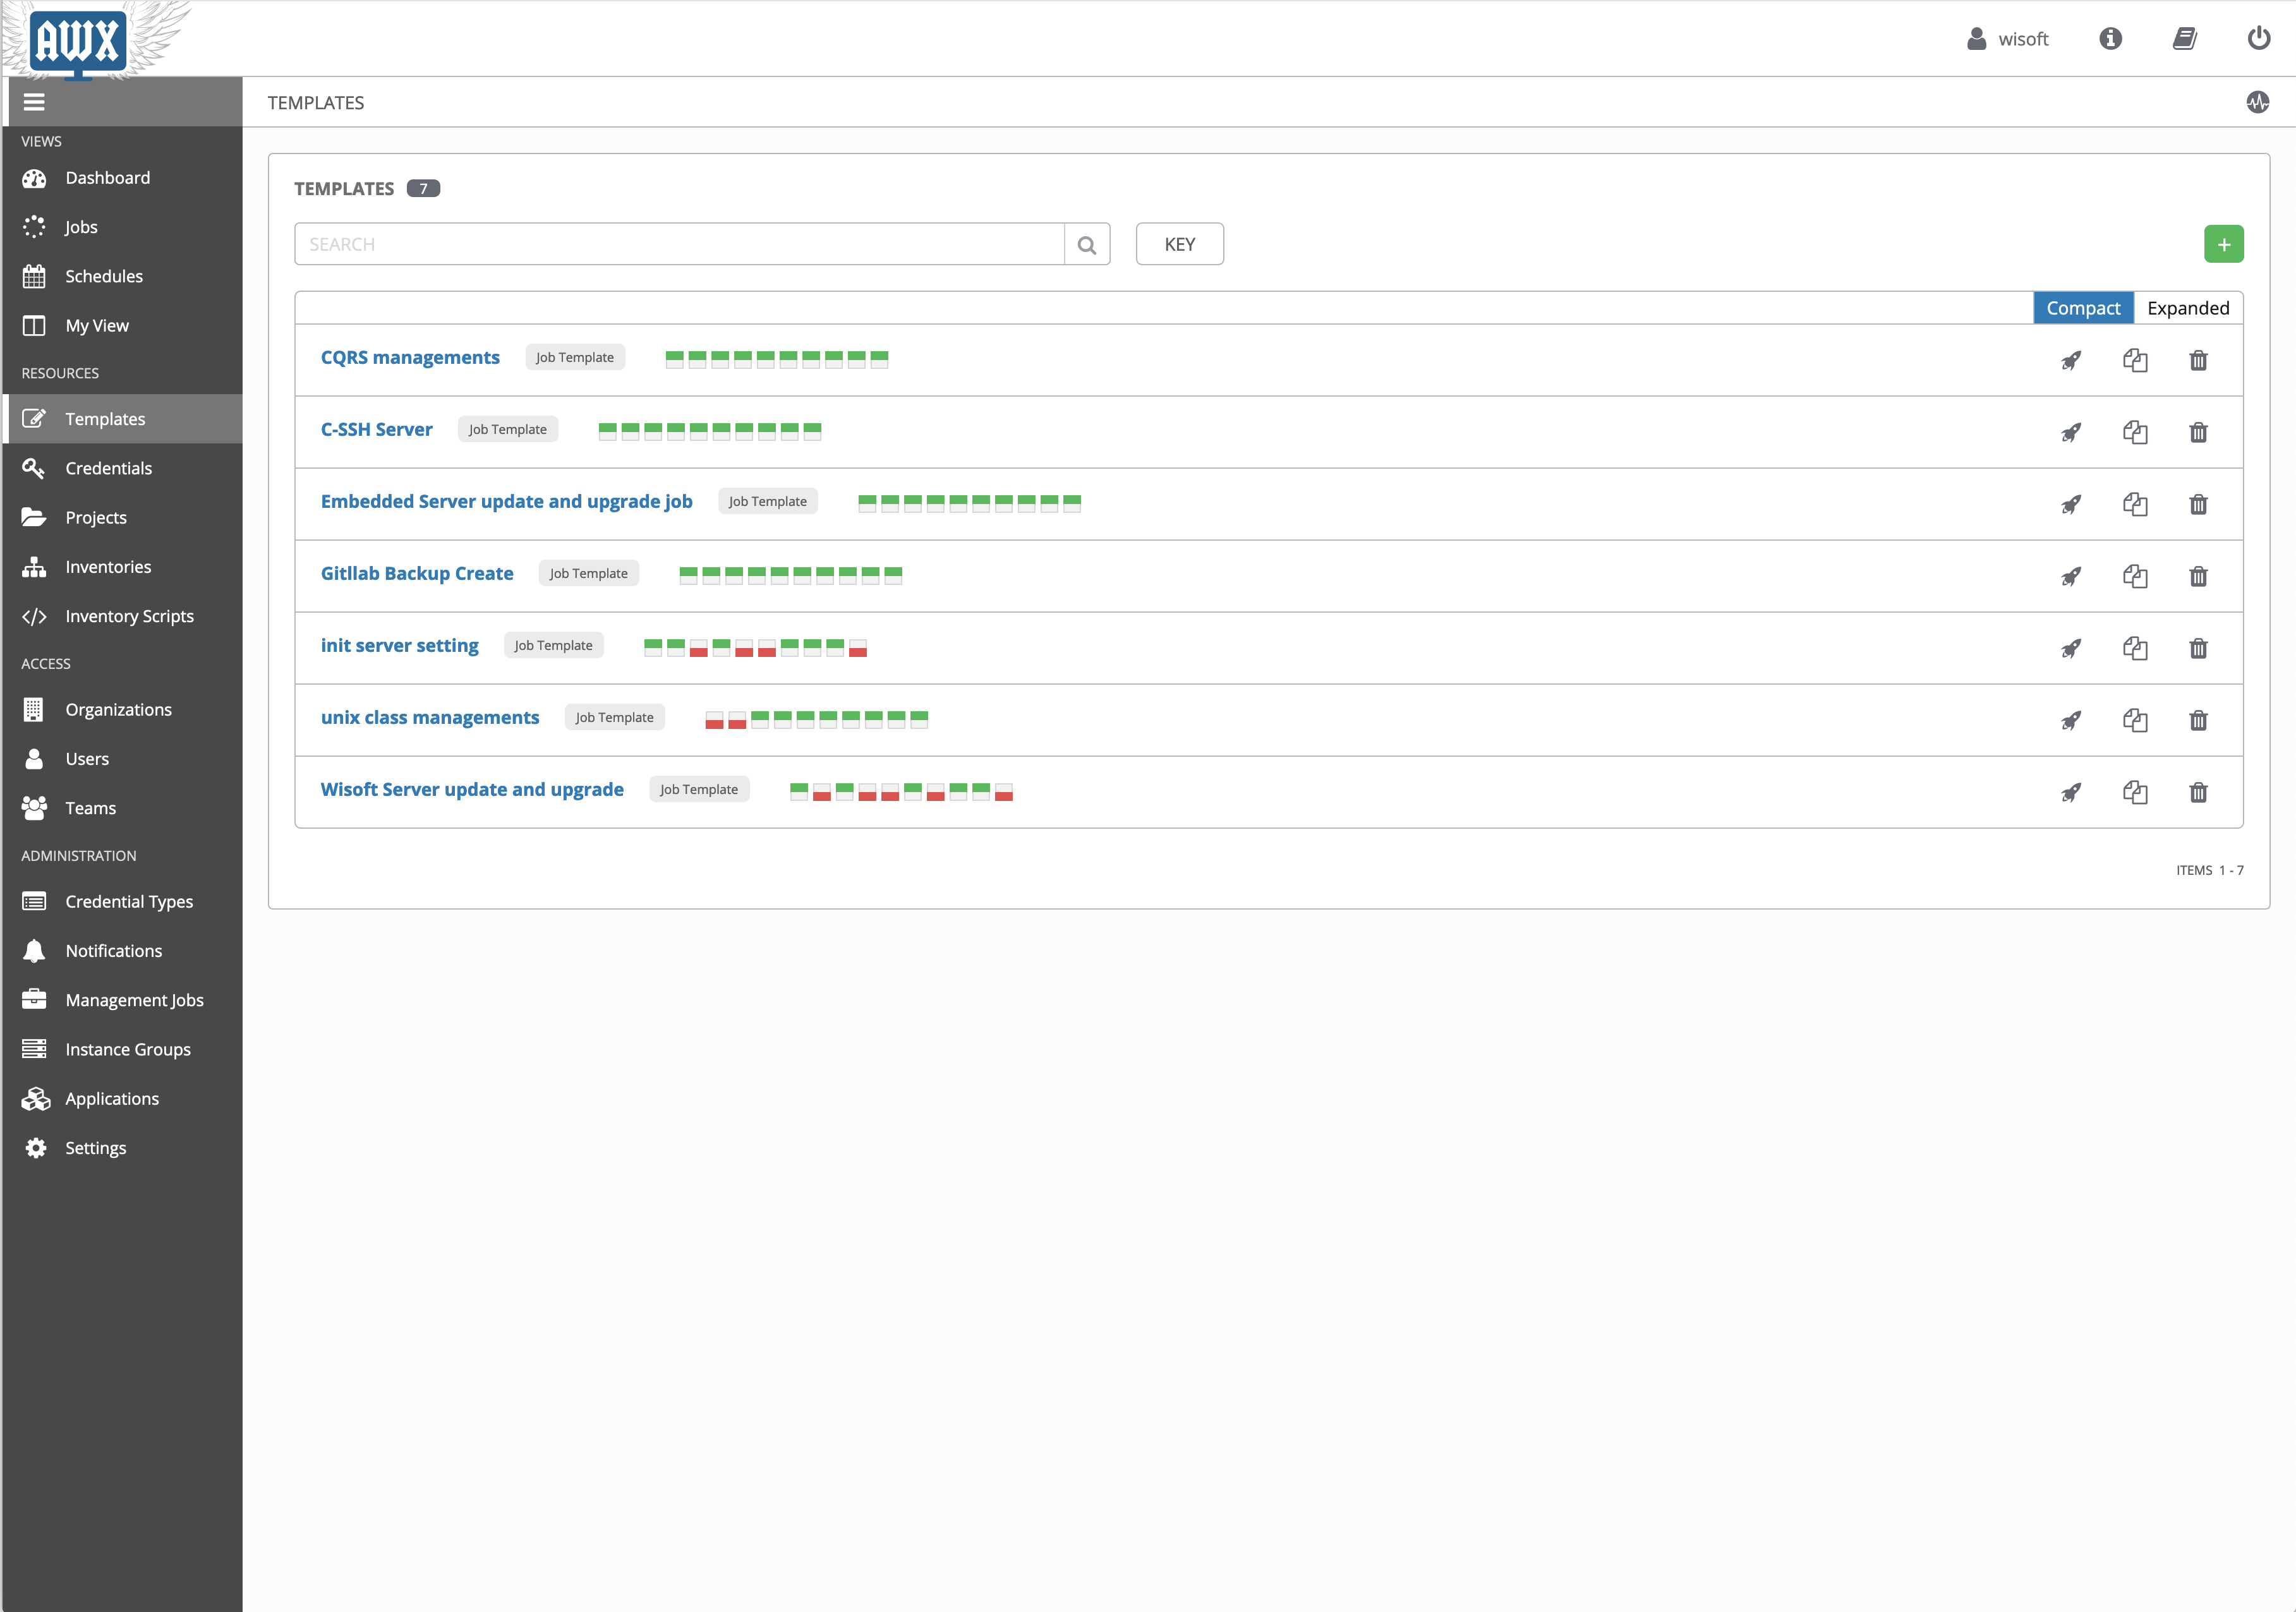 AWX
wisoft
TEMPLATES
VIEWS
Dashboard
Jobs
Schedules
My View
RESOURCES
Templates
Credentials
Projects
Inventories
Inventory Scripts
ACCESS
Organizations
Users
Teams
ADMINISTRATION
Credential Types
Notifications
Management Jobs
Instance Groups
Applications
Settings
TEMPLATES 7
SEARCH KEY +
Compact Expanded
CQRS managements Job Template
C-SSH Server Job Template
Embedded Server update and upgrade job Job Template
Gitllab Backup Create Job Template
init server setting Job Template
unix class managements Job Template
Wisoft Server update and upgrade Job Template
ITEMS 1 - 7